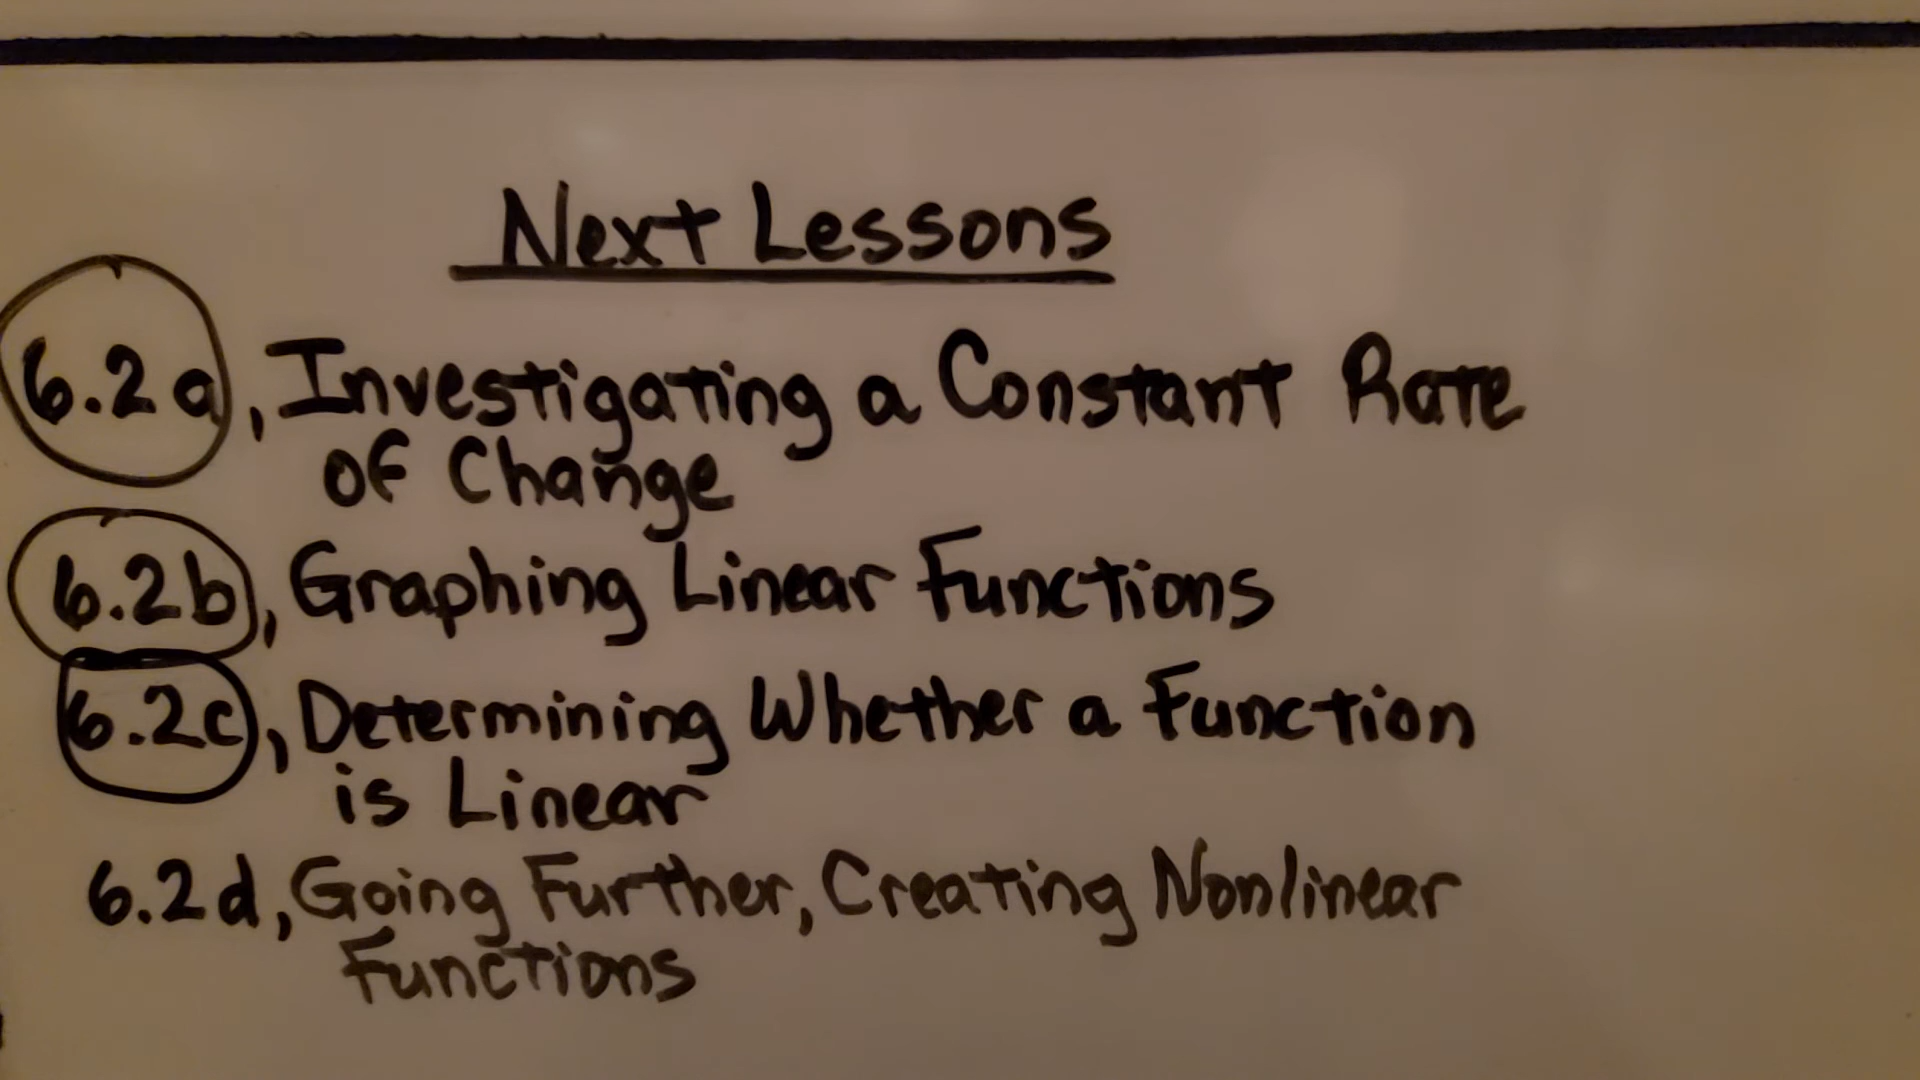 Next Lessons
6.2a, Investigating a Constant Rate
of Change
6.2b, Graphing Linear Functions
6.2c, Determining Whether a Function
is Linear
6.2d, Going Further, Creating Nonlinear
Functions